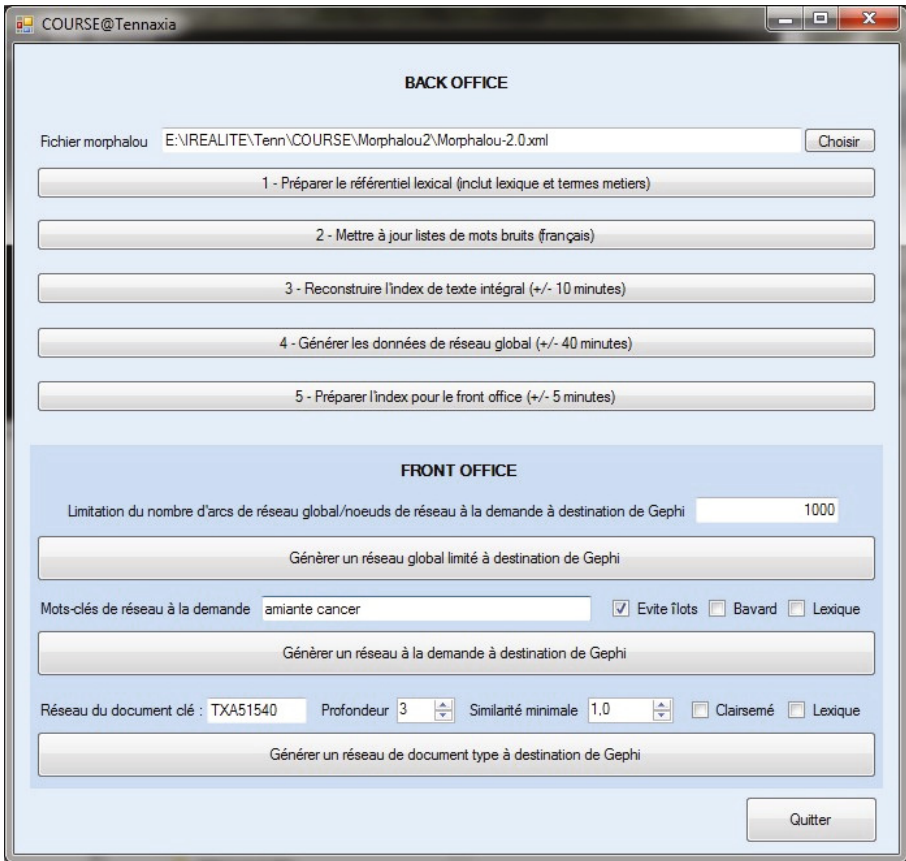 COURSE@Tennaxia
BACK OFFICE
Fichier morphalou E:\IREALITE\Tenn\COURSE\Morphalou2\Morphalou-2.0.xml Choisir
1 - Préparer le référentiel lexical (inclut lexique et termes metiers)
2 - Mettre à jour listes de mots bruits (français)
3 - Reconstruire l'index de texte intégral (+/- 10 minutes)
4 - Générer les données de réseau global (+/- 40 minutes)
5 - Préparer l'index pour le front office (+/- 5 minutes)
FRONT OFFICE
Limitation du nombre d'arcs de réseau global/noeuds de réseau à la demande à destination de Gephi 1000
Génèrer un réseau global limité à destination de Gephi
Mots-clés de réseau à la demande amiante cancer Evite îlots Bavard Lexique
Génèrer un réseau à la demande à destination de Gephi
Réseau du document clé : TXA51540 Profondeur 3 Similarité minimale 1,0 Clairsemé Lexique
Générer un réseau de document type à destination de Gephi
Quitter